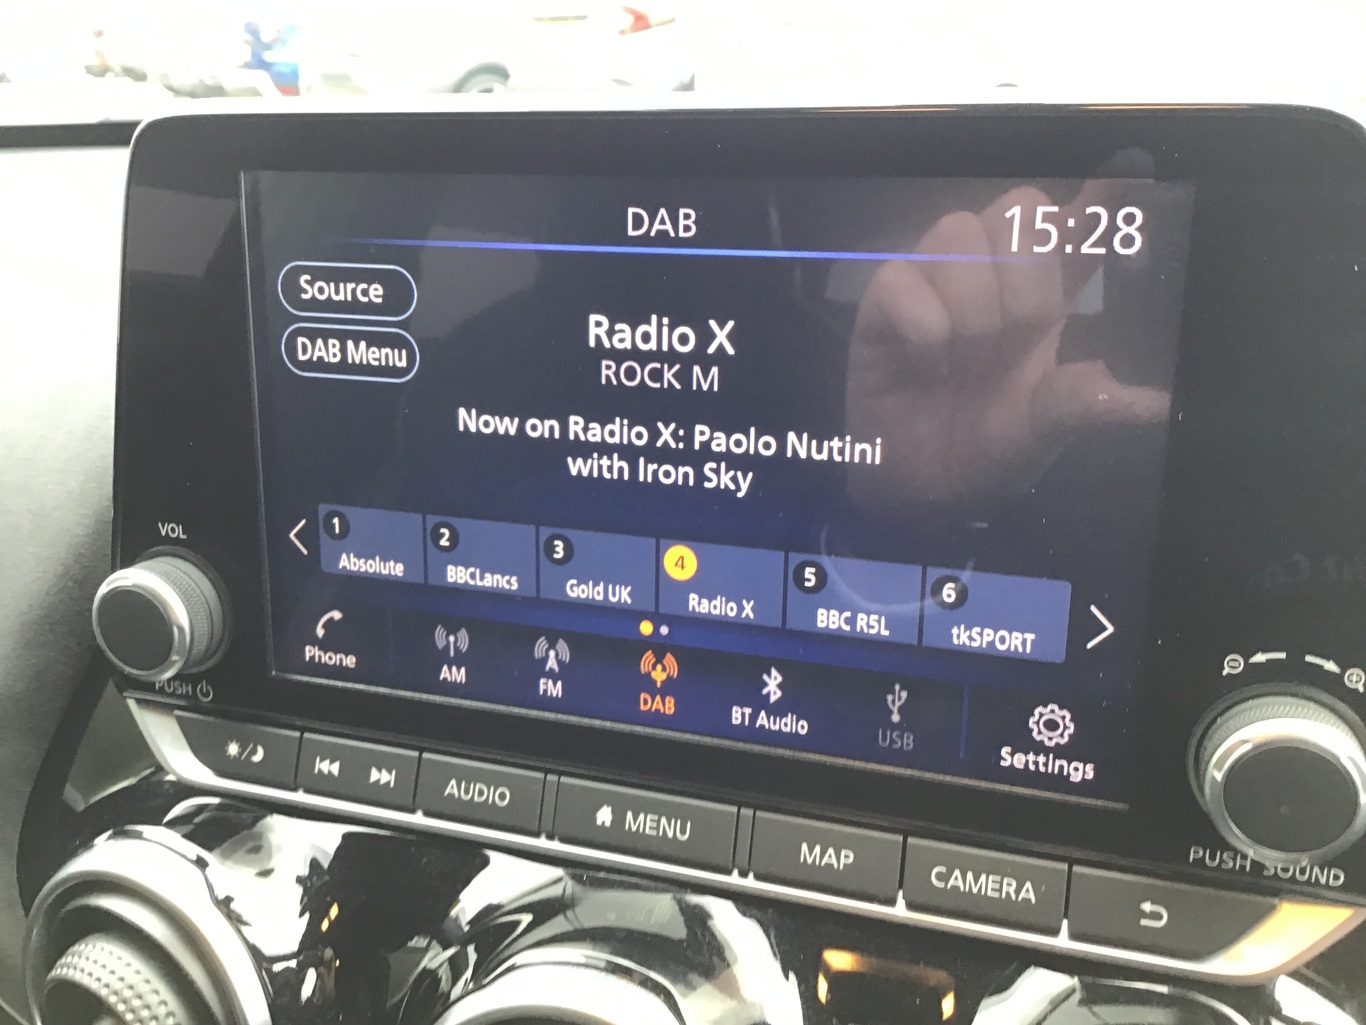 DAB
15:28
Source
DAB Menu
Radio X
ROCK M
Now on Radio X: Paolo Nutini
with Iron Sky
1
Absolute
2
BBCLancs
3
Gold UK
4
Radio X
5
BBC R5L
6
tkSPORT
Phone
AM
FM
DAB
BT Audio
USB
Settings
VOL
PUSH
AUDIO
MENU
MAP
CAMERA
PUSH SOUND